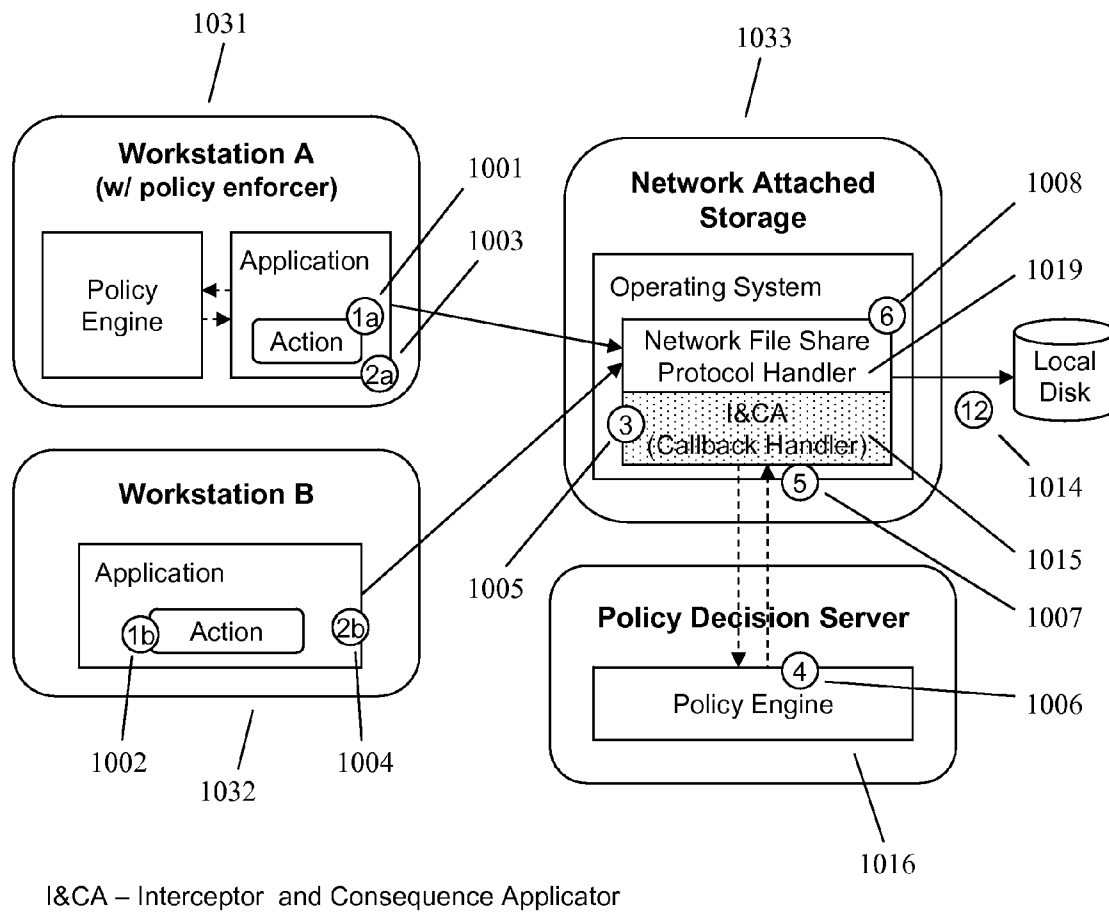 1031
1033
Workstation A
(w/ policy enforcer)
1001
1003
Policy
Engine
Application
1a
Action
2a
Network Attached
Storage
1008
1019
Operating System
6
Network File Share
Protocol Handler
Local
Disk
3
I&CA
(Callback Handler)
12
5
1014
1015
1007
1005
Workstation B
Application
1b
Action
2b
1002
1004
1032
Policy Decision Server
4
Policy Engine
1006
1016
I&CA – Interceptor and Consequence Applicator